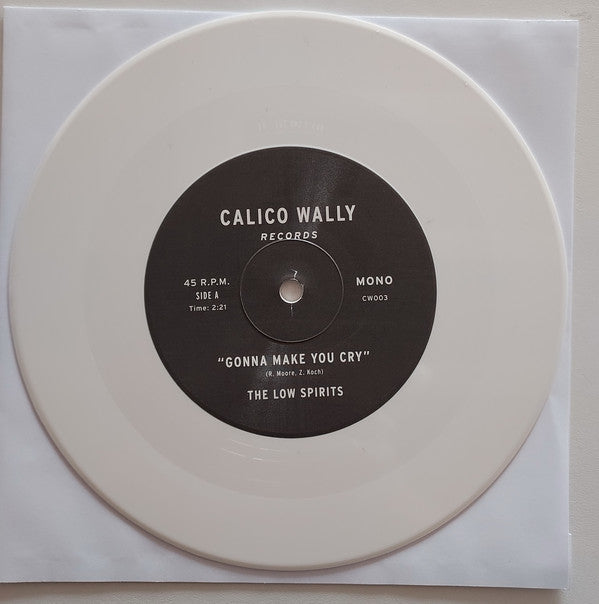 CALICO WALLY
RECORDS
45 R.P.M.
SIDE A
Time: 2:21
MONO
CW003
"GONNA MAKE YOU CRY"
(R. Moore, Z. Koch)
THE LOW SPIRITS